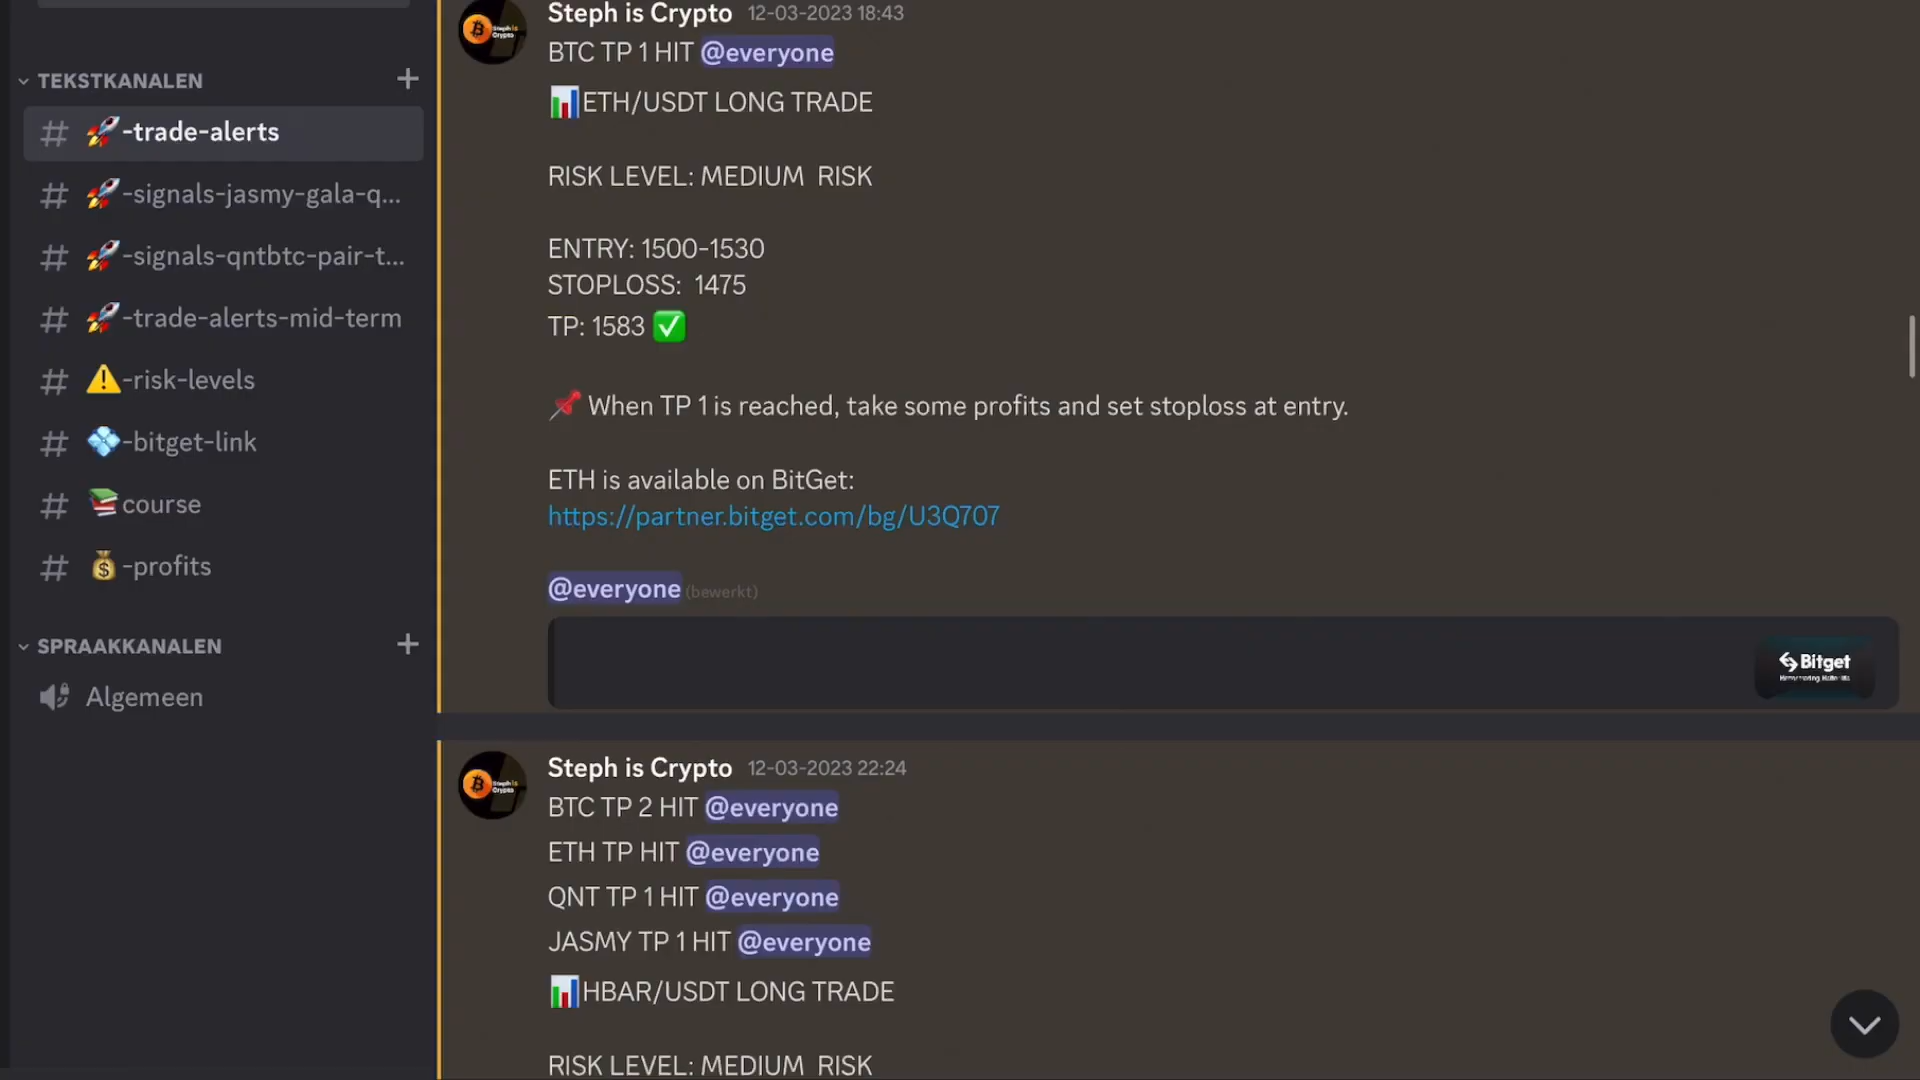 TEKSTKANALEN
-trade-alerts
-signals-jasmy-gala-q...
-signals-qntbtc-pair-t...
-trade-alerts-mid-term
-risk-levels
-bitget-link
course
-profits
SPRAAKKANALEN
Algemeen
Steph is Crypto 12-03-2023 18:43
BTC TP 1 HIT @everyone
📊ETH/USDT LONG TRADE
RISK LEVEL: MEDIUM RISK
ENTRY: 1500-1530
STOPLOSS: 1475
TP: 1583 ✅
📌 When TP 1 is reached, take some profits and set stoploss at entry.
ETH is available on BitGet:
https://partner.bitget.com/bg/U3Q707
@everyone (bewerkt)
Bitget
Steph is Crypto 12-03-2023 22:24
BTC TP 2 HIT @everyone
ETH TP HIT @everyone
QNT TP 1 HIT @everyone
JASMY TP 1 HIT @everyone
📊HBAR/USDT LONG TRADE
RISK LEVEL: MEDIUM RISK